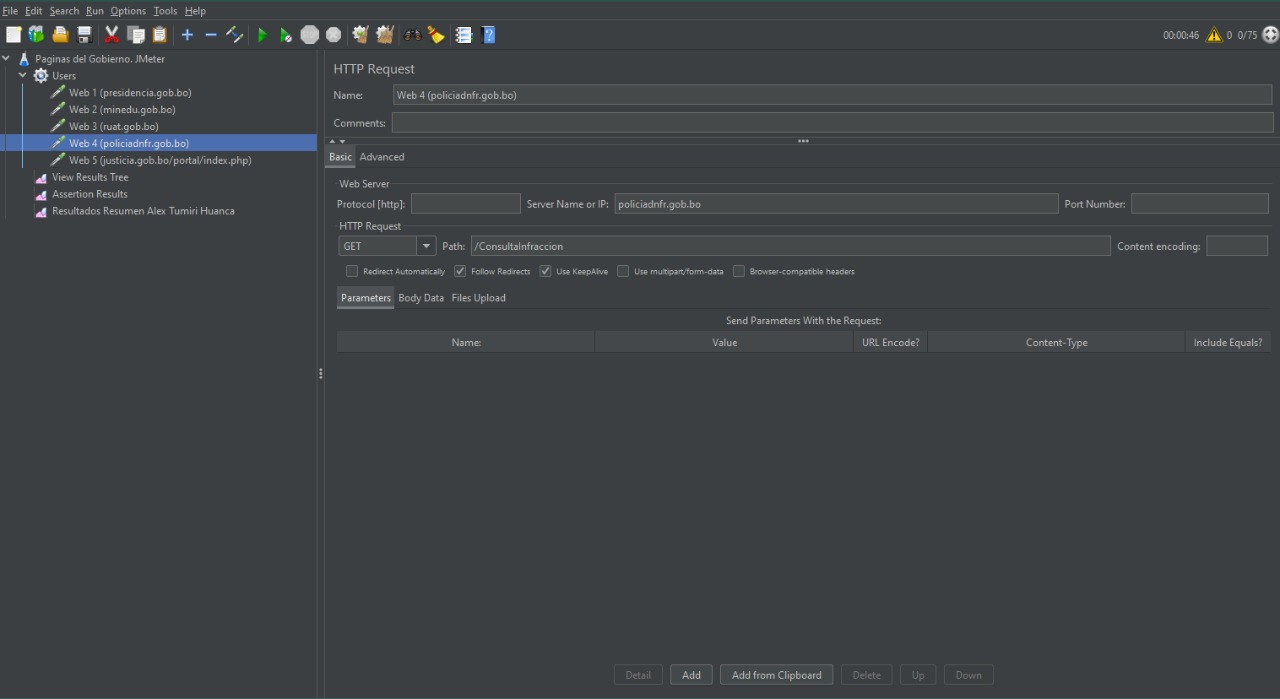 File Edit Search Run Options Tools Help
00:00:46 0 0/75
Paginas del Gobierno. JMeter
Users
Web 1 (presidencia.gob.bo)
Web 2 (minedu.gob.bo)
Web 3 (ruat.gob.bo)
Web 4 (policiadnfr.gob.bo)
Web 5 (justicia.gob.bo/portal/index.php)
View Results Tree
Assertion Results
Resultados Resumen Alex Tumiri Huanca
HTTP Request
Name: Web 4 (policiadnfr.gob.bo)
Comments:
Basic Advanced
Web Server
Protocol [http]: Server Name or IP: policiadnfr.gob.bo Port Number:
HTTP Request
GET Path: /ConsultaInfraccion Content encoding:
Redirect Automatically Follow Redirects Use KeepAlive Use multipart/form-data Browser-compatible headers
Parameters Body Data Files Upload
Send Parameters With the Request:
Name: Value URL Encode? Content-Type Include Equals?
Detail Add Add from Clipboard Delete Up Down